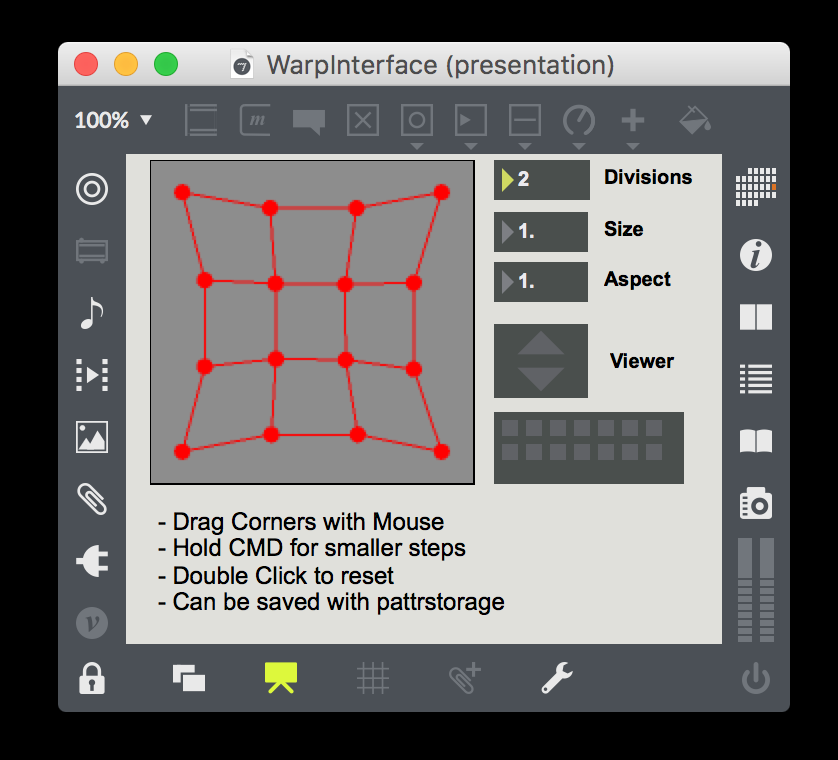 WarpInterface (presentation)
100%
m
2 Divisions
1. Size
1. Aspect
Viewer
- Drag Corners with Mouse
- Hold CMD for smaller steps
- Double Click to reset
- Can be saved with pattrstorage
i
v